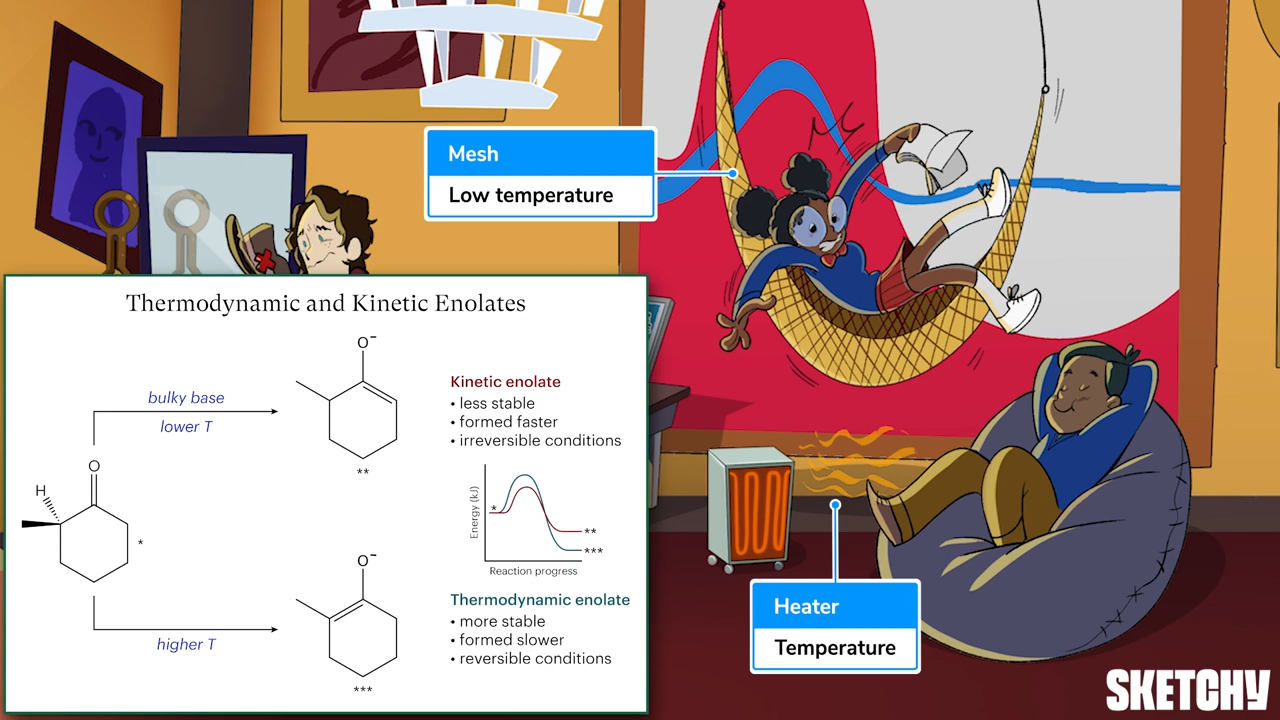 Mesh
Low temperature
Thermodynamic and Kinetic Enolates
O⁻
bulky base
lower T
**
Kinetic enolate
• less stable
• formed faster
• irreversible conditions
O
H
*
Energy (kJ)
*
**
***
Reaction progress
O⁻
higher T
***
Thermodynamic enolate
• more stable
• formed slower
• reversible conditions
Heater
Temperature
SKETCHY